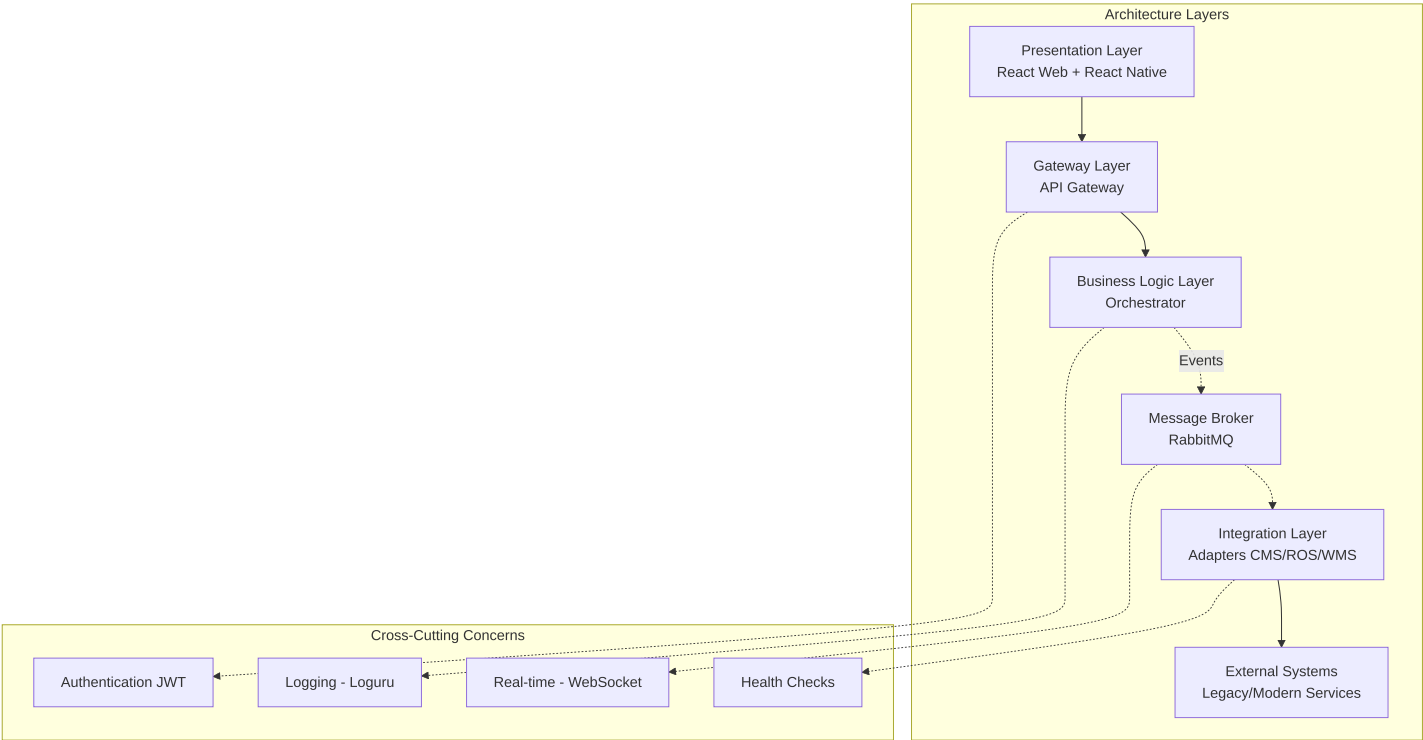 Architecture Layers
Presentation Layer
React Web + React Native
Gateway Layer
API Gateway
Business Logic Layer
Orchestrator
Events
Message Broker
RabbitMQ
Integration Layer
Adapters CMS/ROS/WMS
External Systems
Legacy/Modern Services
Cross-Cutting Concerns
Authentication JWT
Logging - Loguru
Real-time - WebSocket
Health Checks